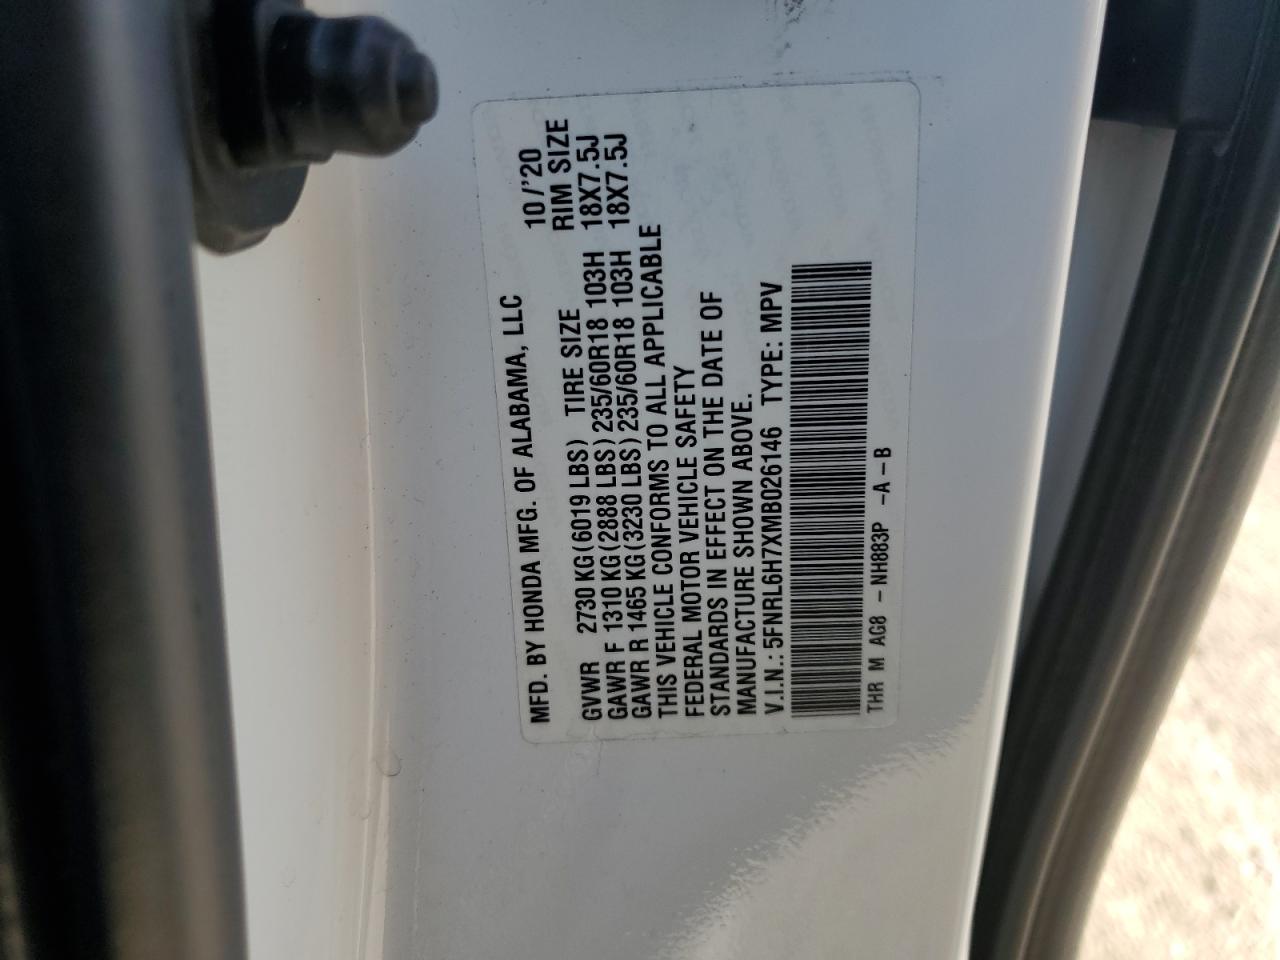 MFD. BY HONDA MFG. OF ALABAMA, LLC 10/'20
GVWR 2730 KG(6019 LBS) TIRE SIZE RIM SIZE
GAWR F 1310 KG(2888 LBS) 235/60R18 103H 18X7.5J
GAWR R 1465 KG(3230 LBS) 235/60R18 103H 18X7.5J
THIS VEHICLE CONFORMS TO ALL APPLICABLE
FEDERAL MOTOR VEHICLE SAFETY
STANDARDS IN EFFECT ON THE DATE OF
MANUFACTURE SHOWN ABOVE.
V.I.N.: 5FNRL6H7XMB026146 TYPE: MPV
THR M AG8 -NH883P -A-B